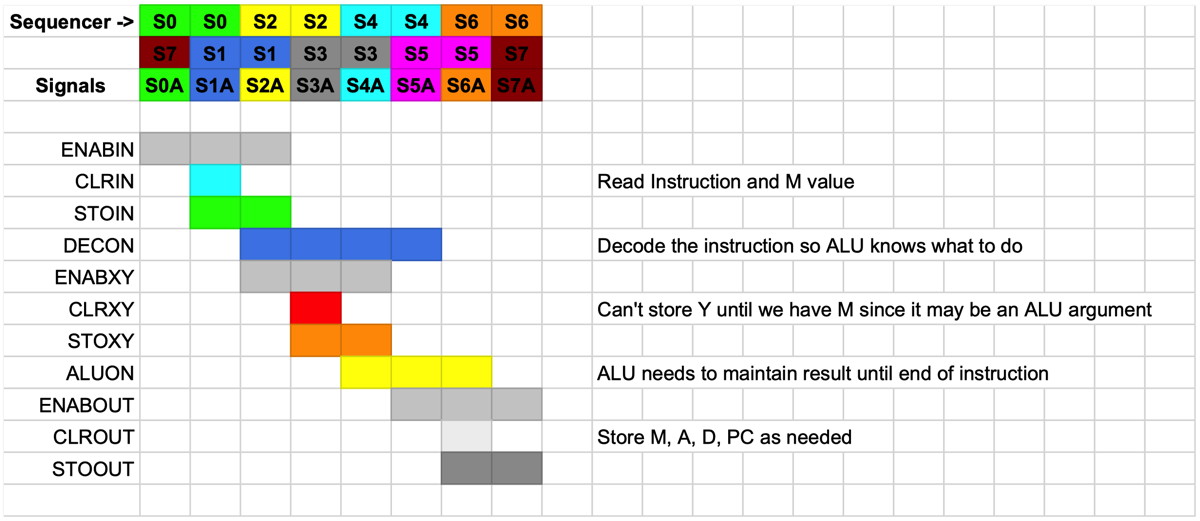 Sequencer -> S0 S0 S2 S2 S4 S4 S6 S6
S7 S1 S1 S3 S3 S5 S5 S7
Signals S0A S1A S2A S3A S4A S5A S6A S7A
ENABIN
CLRIN Read Instruction and M value
STOIN
DECON Decode the instruction so ALU knows what to do
ENABXY
CLRXY Can't store Y until we have M since it may be an ALU argument
STOXY
ALUON ALU needs to maintain result until end of instruction
ENABOUT
CLROUT Store M, A, D, PC as needed
STOOUT